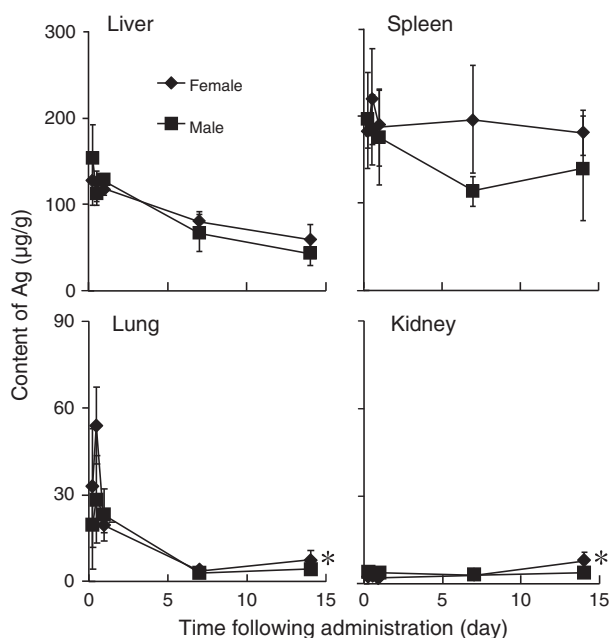 Liver
Spleen
300
200
100
0
Female
Male
Content of Ag (µg/g)
Lung
Kidney
90
60
30
0
*
*
0
5
10
15
0
5
10
15
Time following administration (day)